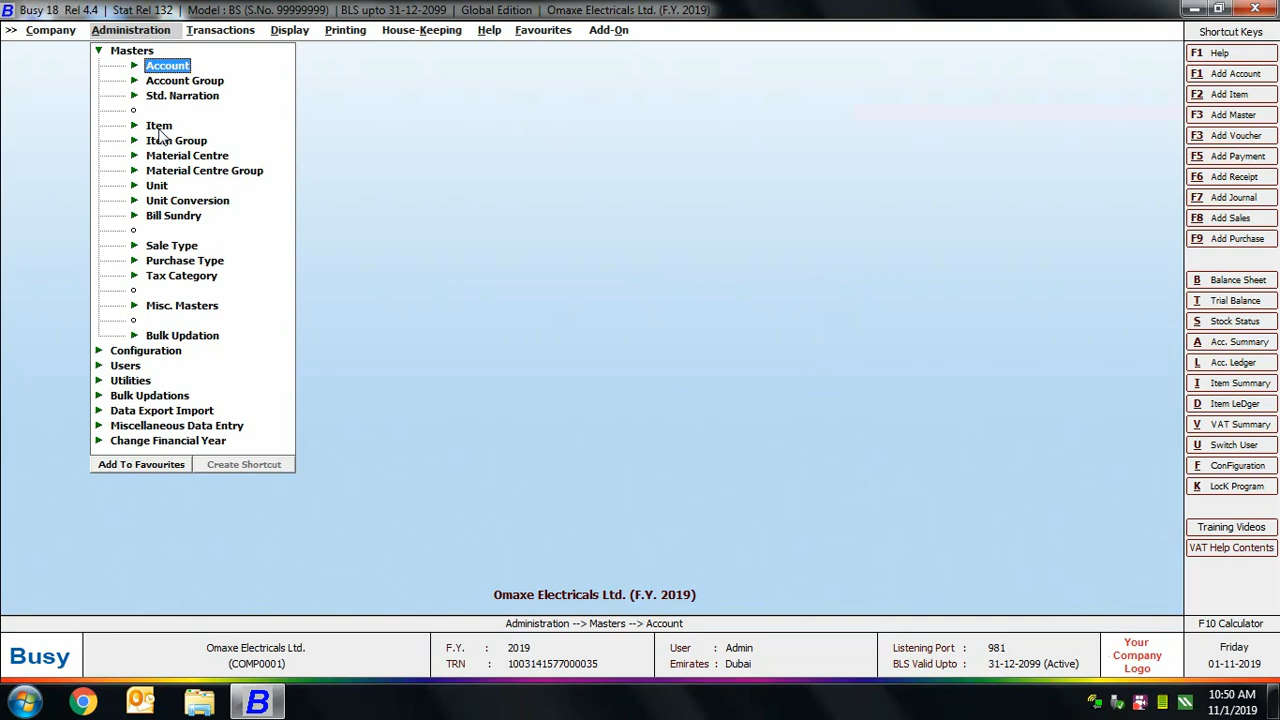 Busy 18 Rel 4.4 | Stat Rel 132 | Model : BS (S.No. 99999999) | BLS upto 31-12-2099 | Global Edition | Omaxe Electricals Ltd. (F.Y. 2019)
>> Company Administration Transactions Display Printing House-Keeping Help Favourites Add-On
Masters
Account
Account Group
Std. Narration
Item
Item Group
Material Centre
Material Centre Group
Unit
Unit Conversion
Bill Sundry
Sale Type
Purchase Type
Tax Category
Misc. Masters
Bulk Updation
Configuration
Users
Utilities
Bulk Updations
Data Export Import
Miscellaneous Data Entry
Change Financial Year
Add To Favourites Create Shortcut
Shortcut Keys
F1 Help
F1 Add Account
F2 Add Item
F3 Add Master
F3 Add Voucher
F5 Add Payment
F6 Add Receipt
F7 Add Journal
F8 Add Sales
F9 Add Purchase
B Balance Sheet
T Trial Balance
S Stock Status
A Acc. Summary
L Acc. Ledger
I Item Summary
D Item LeDger
V VAT Summary
U Switch User
F ConFiguration
K LocK Program
Training Videos
VAT Help Contents
Omaxe Electricals Ltd. (F.Y. 2019)
Administration --> Masters --> Account
F10 Calculator
Busy
Omaxe Electricals Ltd.
(COMP0001)
F.Y. : 2019
TRN : 1003141577000035
User : Admin
Emirates : Dubai
Listening Port : 981
BLS Valid Upto : 31-12-2099 (Active)
Your
Company
Logo
Friday
01-11-2019
10:50 AM
11/1/2019